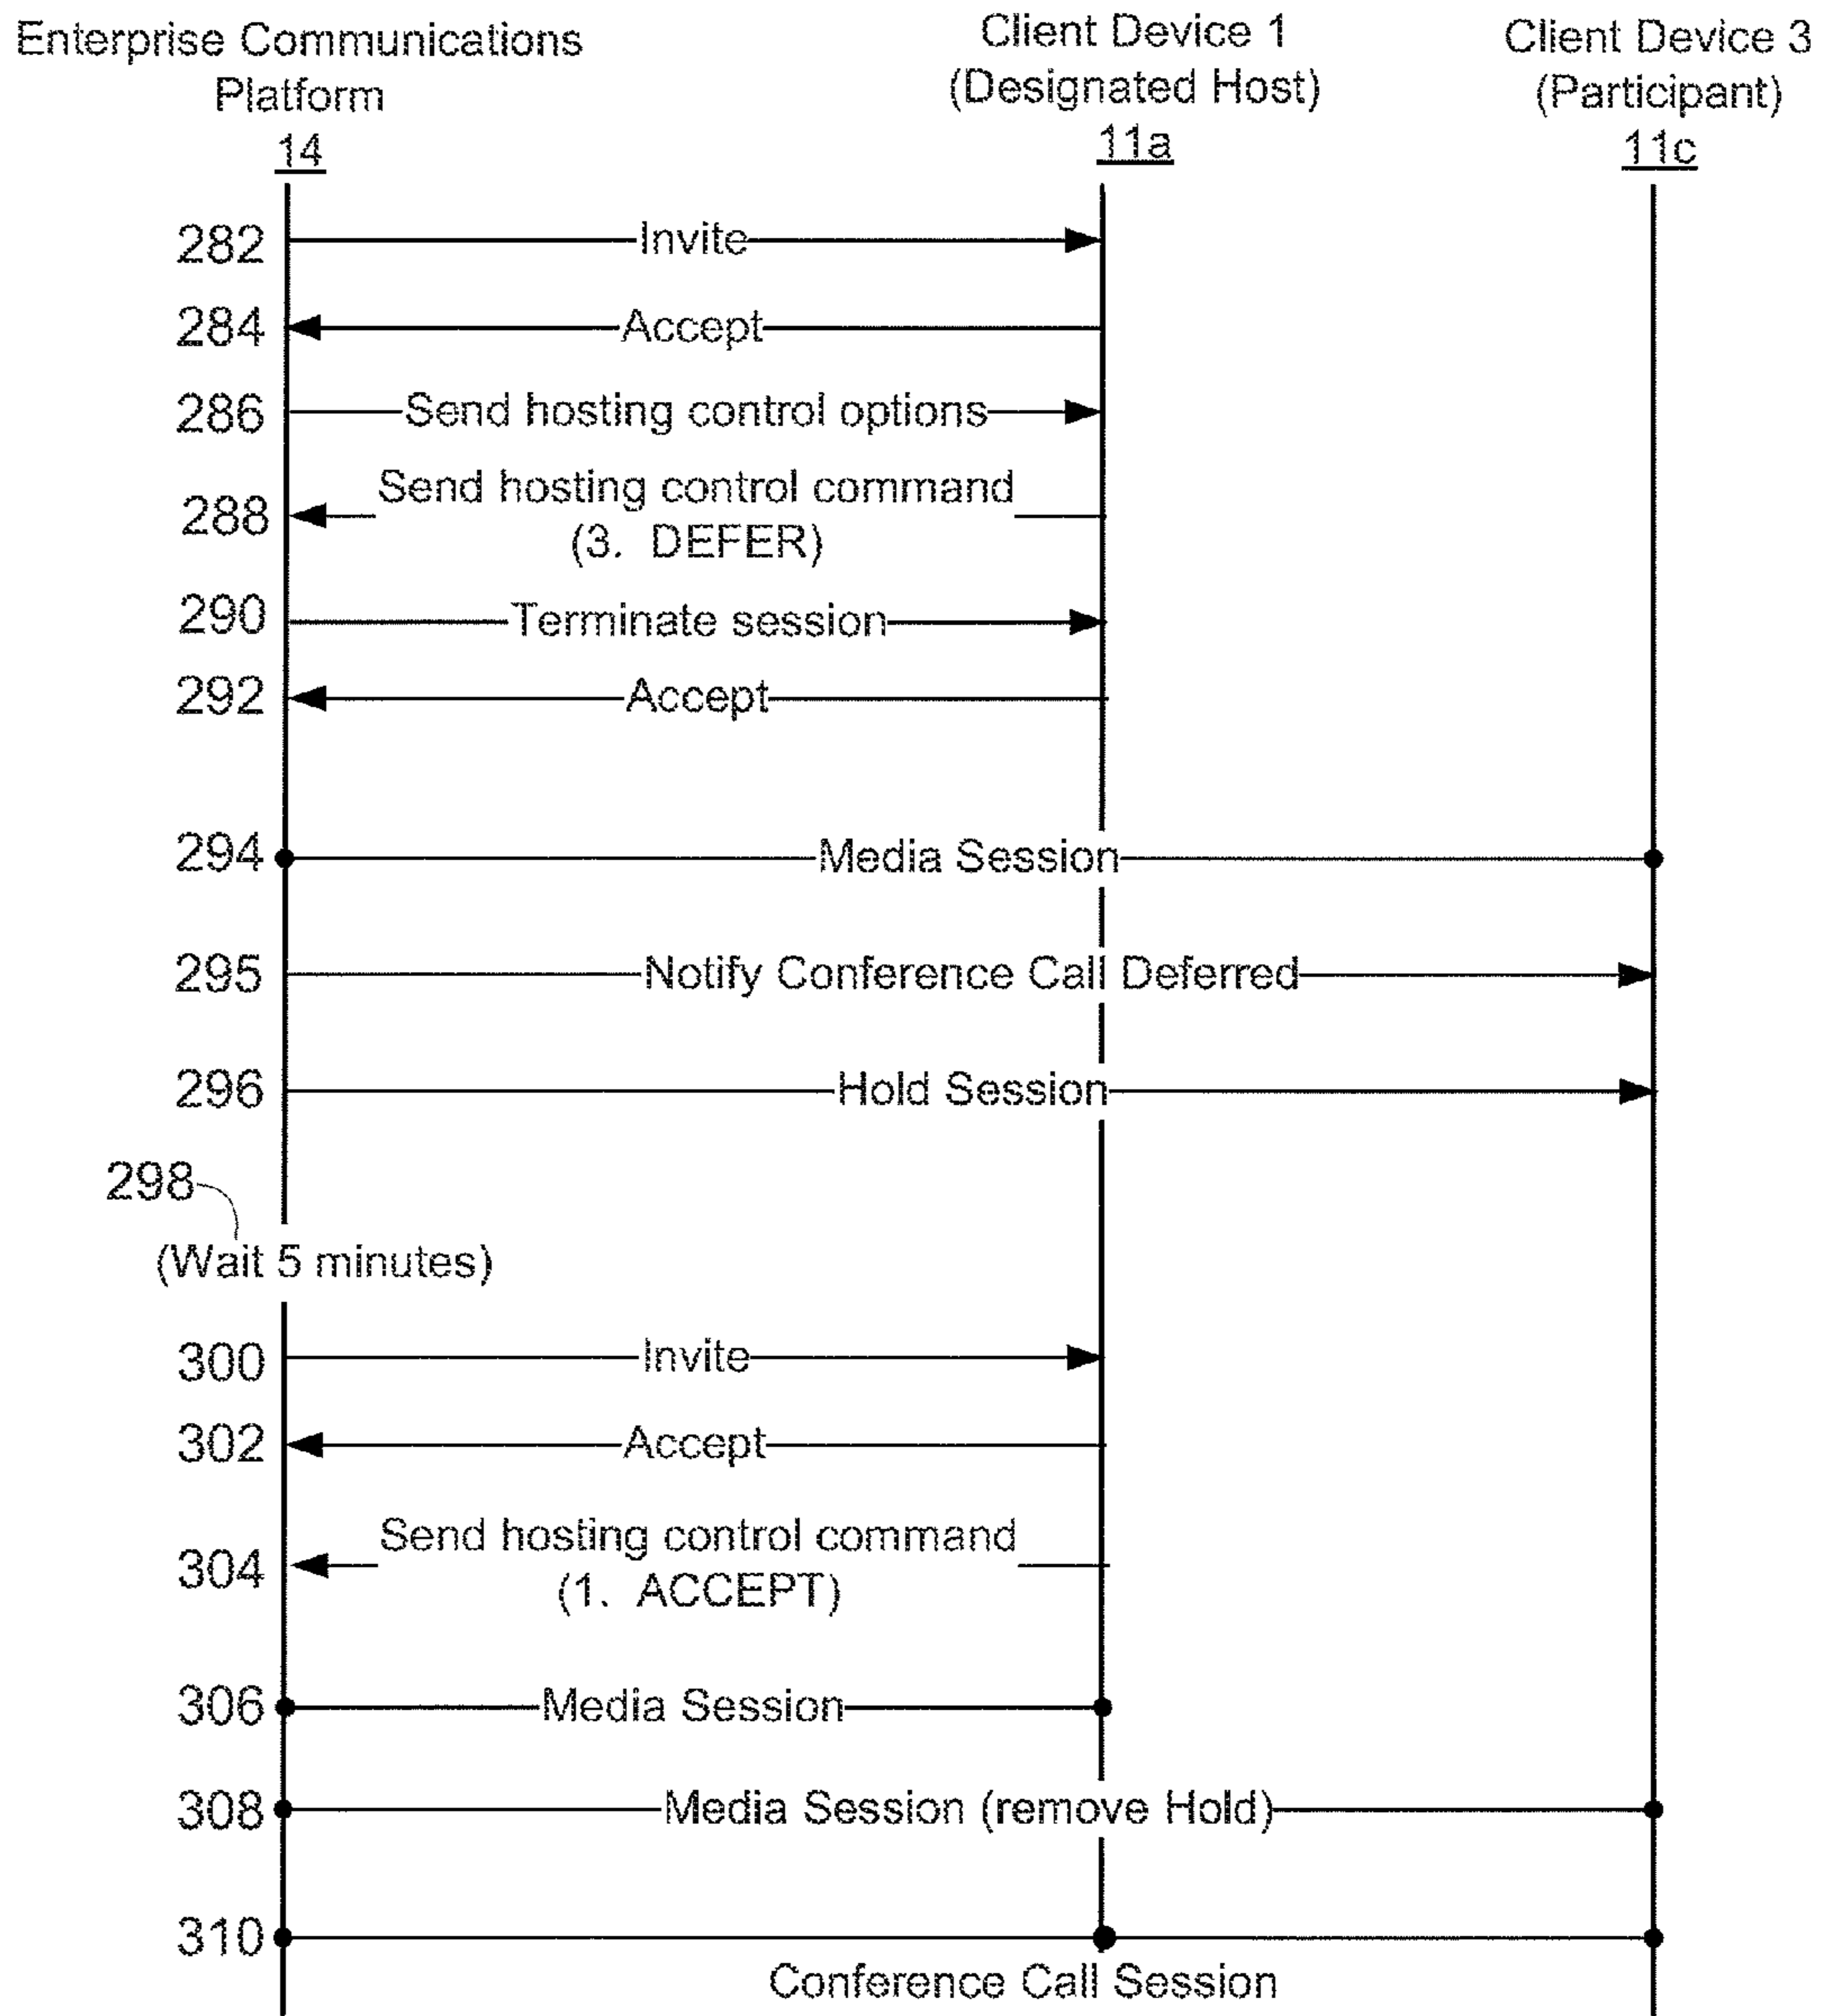 Enterprise Communications
Platform
14
Client Device 1
(Designated Host)
11a
Client Device 3
(Participant)
11c
282
Invite
284
Accept
286
Send hosting control options
288
Send hosting control command
(3. DEFER)
290
Terminate session
292
Accept
294
Media Session
295
Notify Conference Call Deferred
296
Hold Session
298
(Wait 5 minutes)
300
Invite
302
Accept
304
Send hosting control command
(1. ACCEPT)
306
Media Session
308
Media Session (remove Hold)
310
Conference Call Session